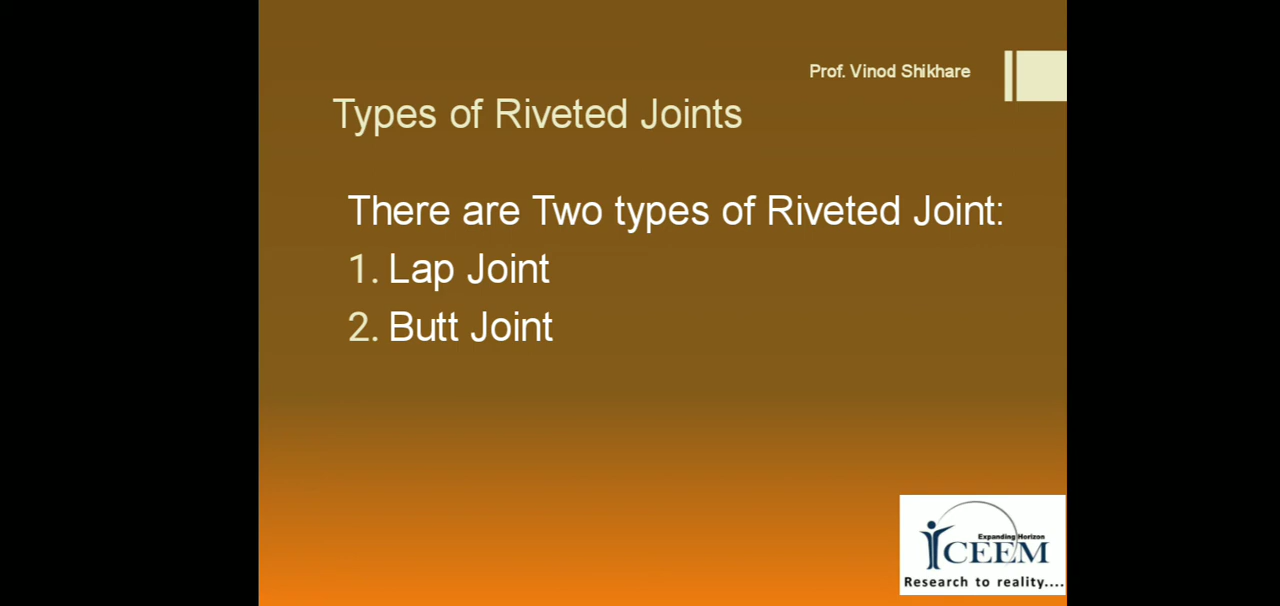 Prof. Vinod Shikhare
Types of Riveted Joints
There are Two types of Riveted Joint:
1. Lap Joint
2. Butt Joint
Expanding Horizon
ICEEM
Research to reality....